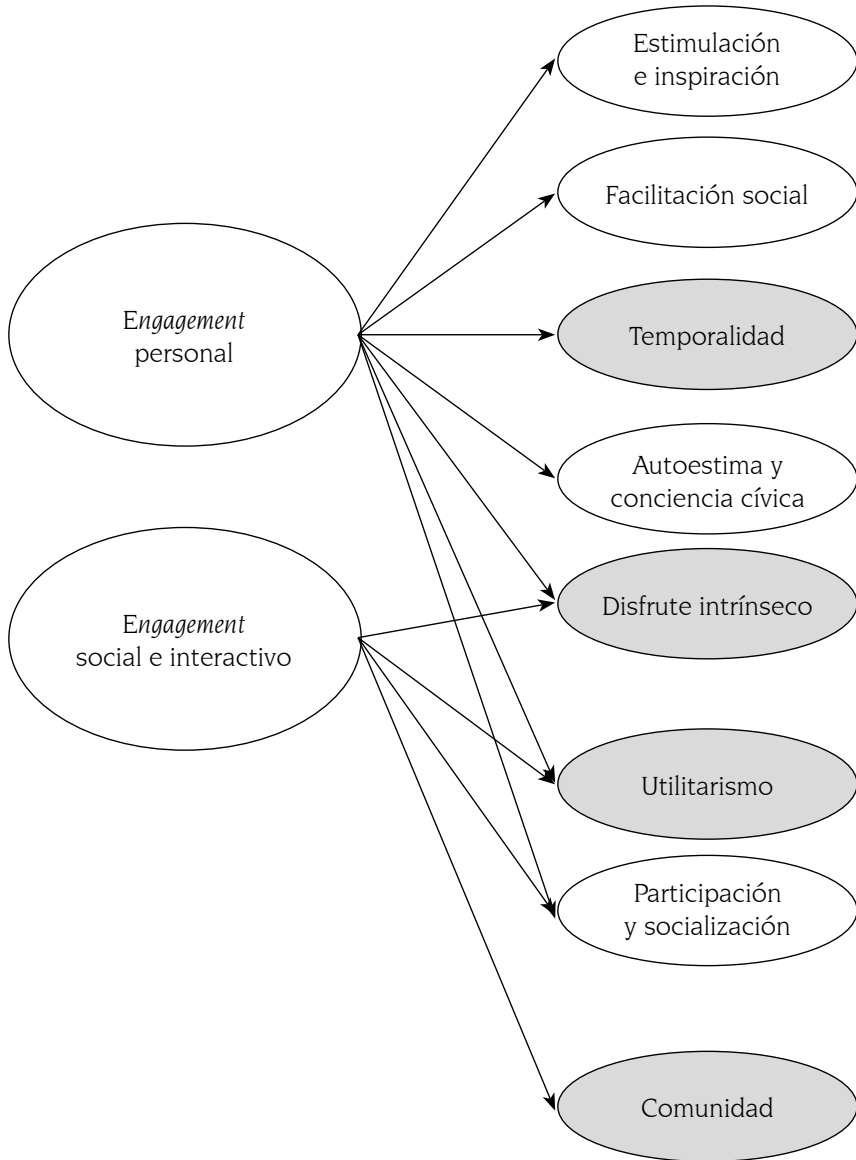 Estimulación
e inspiración
Facilitación social
Engagement
personal
Temporalidad
Autoestima y
conciencia cívica
Disfrute intrínseco
Engagement
social e interactivo
Utilitarismo
Participación
y socialización
Comunidad